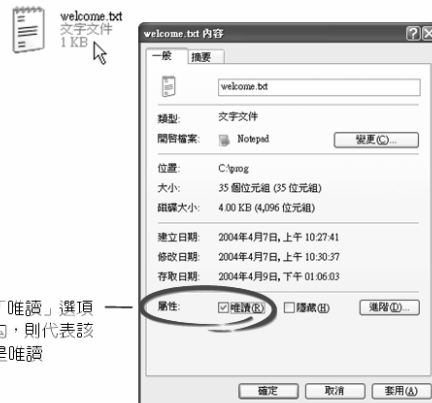 welcome.txt
文字文件
1 KB
welcome.txt 內容
一般 摘要
welcome.txt
類型: 文字文件
開啓檔案: Notepad 變更(C)...
位置: C:\prog
大小: 35 個位元組 (35 位元組)
磁碟大小: 4.00 KB (4,096 位元組)
建立日期: 2004年4月7日, 上午 10:27:41
修改日期: 2004年4月7日, 上午 10:30:37
存取日期: 2004年4月9日, 下午 01:06:03
屬性: 唯讀(R) 隱藏(H) 進階(D)...
「唯讀」選項
,則代表該
是唯讀
確定 取消 套用(A)